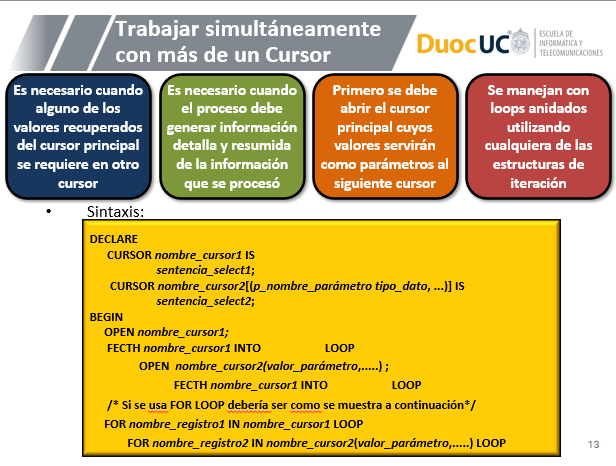 Trabajar simultáneamente
con más de un Cursor
Duoc UC
ESCUELA DE
INFORMÁTICA Y
TELECOMUNICACIONES
Es necesario cuando
alguno de los
valores recuperados
del cursor principal
se requiere en otro
cursor
Es necesario cuando
el proceso debe
generar información
detalla y resumida
de la información
que se procesó
Primero se debe
abrir el cursor
principal cuyos
valores servirán
como parámetros al
siguiente cursor
Se manejan con
loops anidados
utilizando
cualquiera de las
estructuras de
iteración
• Sintaxis:
DECLARE
CURSOR nombre_cursor1 IS
sentencia_select1;
CURSOR nombre_cursor2[(p_nombre_parámetro tipo_dato, ...)] IS
sentencia_select2;
BEGIN
OPEN nombre_cursor1;
FECTH nombre_cursor1 INTO LOOP
OPEN nombre_cursor2(valor_parámetro,.....) ;
FECTH nombre_cursor1 INTO LOOP
/* Si se usa FOR LOOP debería ser como se muestra a continuación*/
FOR nombre_registro1 IN nombre_cursor1 LOOP
FOR nombre_registro2 IN nombre_cursor2(valor_parámetro,.....) LOOP
13